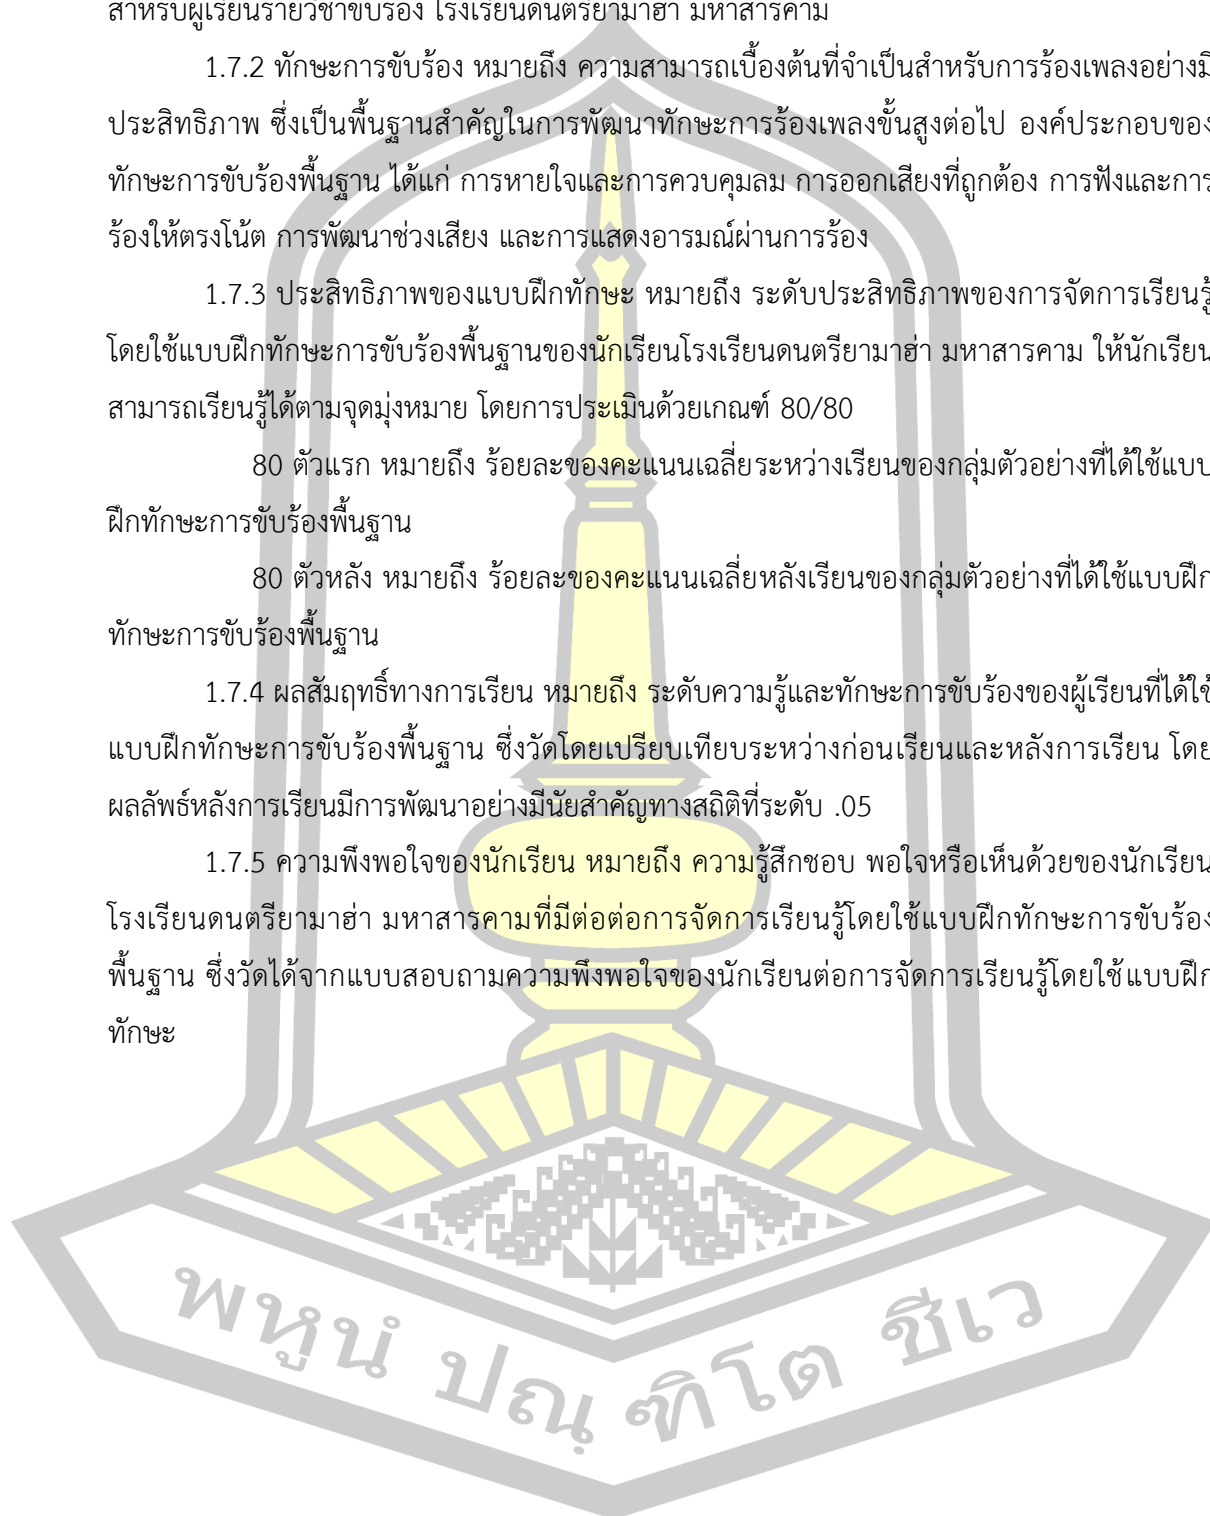 สำหรับผู้เรียนรายวิชาขับร้อง โรงเรียนดนตรียามาฮ่า มหาสารคาม
1.7.2 ทักษะการขับร้อง หมายถึง ความสามารถเบื้องต้นที่จำเป็นสำหรับการร้องเพลงอย่างมี
ประสิทธิภาพ ซึ่งเป็นพื้นฐานสำคัญในการพัฒนาทักษะการร้องเพลงขั้นสูงต่อไป องค์ประกอบของ
ทักษะการขับร้องพื้นฐาน ได้แก่ การหายใจและการควบคุมลม การออกเสียงที่ถูกต้อง การฟังและการ
ร้องให้ตรงโน้ต การพัฒนาช่วงเสียง และการแสดงอารมณ์ผ่านการร้อง
1.7.3 ประสิทธิภาพของแบบฝึกทักษะ หมายถึง ระดับประสิทธิภาพของการจัดการเรียนรู้
โดยใช้แบบฝึกทักษะการขับร้องพื้นฐานของนักเรียนโรงเรียนดนตรียามาฮ่า มหาสารคาม ให้นักเรียน
สามารถเรียนรู้ได้ตามจุดมุ่งหมาย โดยการประเมินด้วยเกณฑ์ 80/80
80 ตัวแรก หมายถึง ร้อยละของคะแนนเฉลี่ยระหว่างเรียนของกลุ่มตัวอย่างที่ได้ใช้แบบ
ฝึกทักษะการขับร้องพื้นฐาน
80 ตัวหลัง หมายถึง ร้อยละของคะแนนเฉลี่ยหลังเรียนของกลุ่มตัวอย่างที่ได้ใช้แบบฝึก
ทักษะการขับร้องพื้นฐาน
1.7.4 ผลสัมฤทธิ์ทางการเรียน หมายถึง ระดับความรู้และทักษะการขับร้องของผู้เรียนที่ได้ใช้
แบบฝึกทักษะการขับร้องพื้นฐาน ซึ่งวัดโดยเปรียบเทียบระหว่างก่อนเรียนและหลังการเรียน โดย
ผลลัพธ์หลังการเรียนมีการพัฒนาอย่างมีนัยสำคัญทางสถิติที่ระดับ .05
1.7.5 ความพึงพอใจของนักเรียน หมายถึง ความรู้สึกชอบ พอใจหรือเห็นด้วยของนักเรียน
โรงเรียนดนตรียามาฮ่า มหาสารคามที่มีต่อต่อการจัดการเรียนรู้โดยใช้แบบฝึกทักษะการขับร้อง
พื้นฐาน ซึ่งวัดได้จากแบบสอบถามความพึงพอใจของนักเรียนต่อการจัดการเรียนรู้โดยใช้แบบฝึก
ทักษะ
พหูนํ ปณฺฑิโต ชีเว